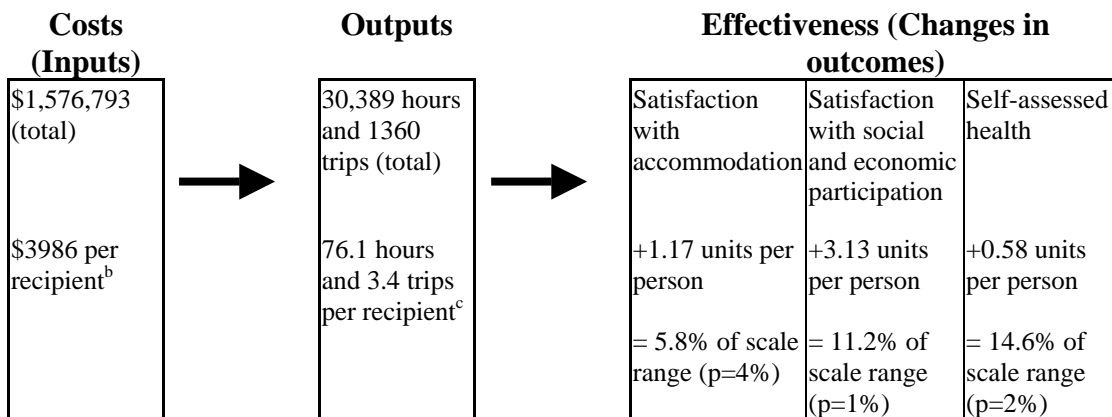 Costs
(Inputs)
Outputs
Effectiveness (Changes in
outcomes)
$1,576,793
(total)
$3986 per
recipientᵇ
30,389 hours
and 1360
trips (total)
76.1 hours
and 3.4 trips
per recipientᶜ
Satisfaction
with
accommodation
+1.17 units per
person
= 5.8% of scale
range (p=4%)
Satisfaction
with social
and economic
participation
+3.13 units
per person
= 11.2% of
scale range
(p=1%)
Self-assessed
health
+0.58 units
per person
= 14.6% of
scale range
(p=2%)